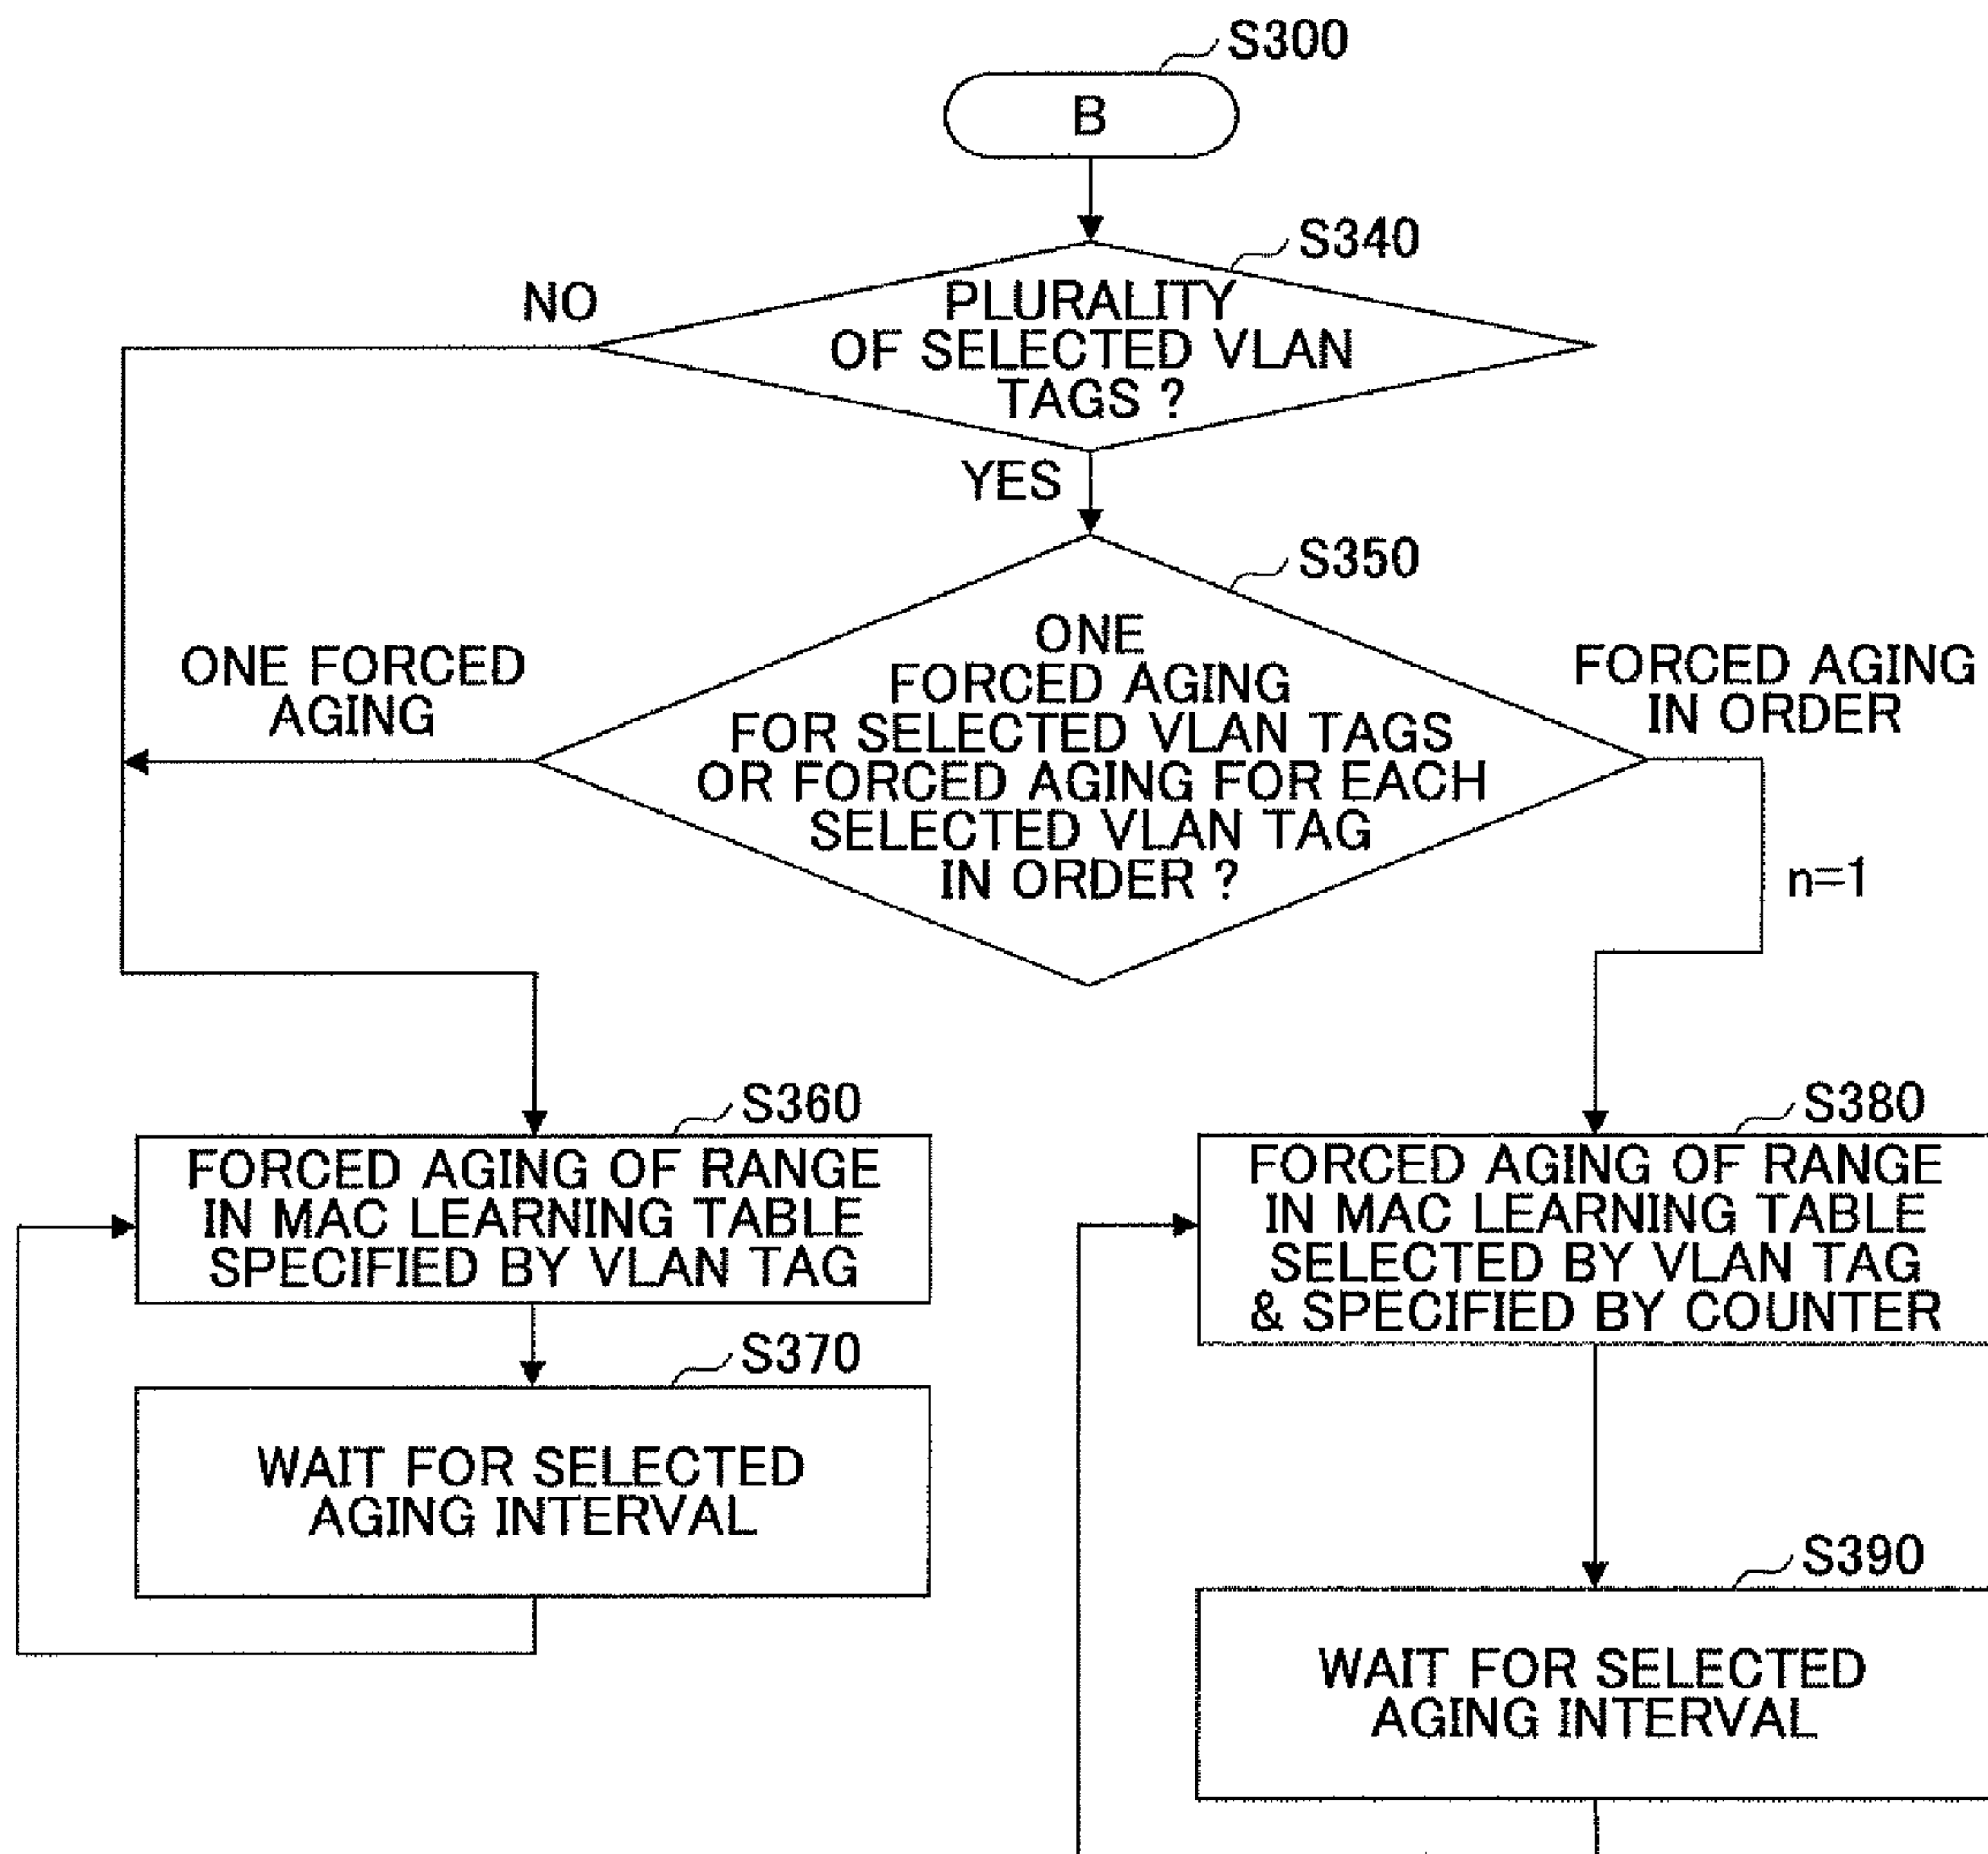 S300
B
S340
NO
PLURALITY
OF SELECTED VLAN
TAGS ?
YES
S350
ONE FORCED
AGING
ONE
FORCED AGING
FOR SELECTED VLAN TAGS
OR FORCED AGING FOR EACH
SELECTED VLAN TAG
IN ORDER ?
FORCED AGING
IN ORDER
n=1
S360
FORCED AGING OF RANGE
IN MAC LEARNING TABLE
SPECIFIED BY VLAN TAG
S370
WAIT FOR SELECTED
AGING INTERVAL
S380
FORCED AGING OF RANGE
IN MAC LEARNING TABLE
SELECTED BY VLAN TAG
& SPECIFIED BY COUNTER
S390
WAIT FOR SELECTED
AGING INTERVAL